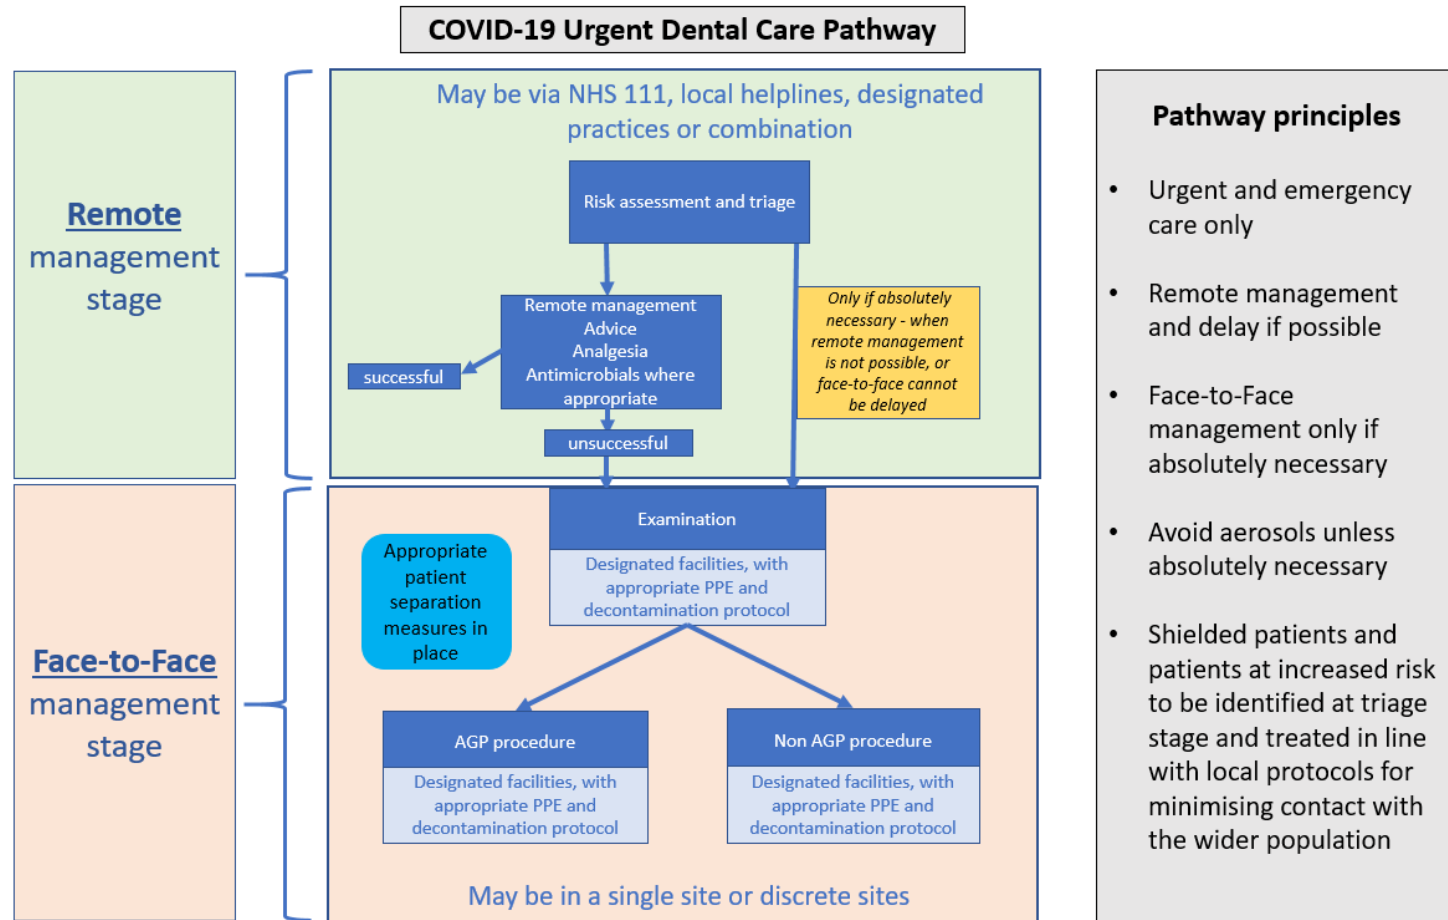 COVID-19 Urgent Dental Care Pathway
Remote
management
stage
May be via NHS 111, local helplines, designated
practices or combination
Risk assessment and triage
Remote management
Advice
Analgesia
Antimicrobials where
appropriate
successful
unsuccessful
Only if absolutely
necessary - when
remote management
is not possible, or
face-to-face cannot
be delayed
Face-to-Face
management
stage
Appropriate
patient
separation
measures in
place
Examination
Designated facilities, with
appropriate PPE and
decontamination protocol
AGP procedure
Designated facilities, with
appropriate PPE and
decontamination protocol
Non AGP procedure
Designated facilities, with
appropriate PPE and
decontamination protocol
May be in a single site or discrete sites
Pathway principles
• Urgent and emergency
care only
• Remote management
and delay if possible
• Face-to-Face
management only if
absolutely necessary
• Avoid aerosols unless
absolutely necessary
• Shielded patients and
patients at increased risk
to be identified at triage
stage and treated in line
with local protocols for
minimising contact with
the wider population